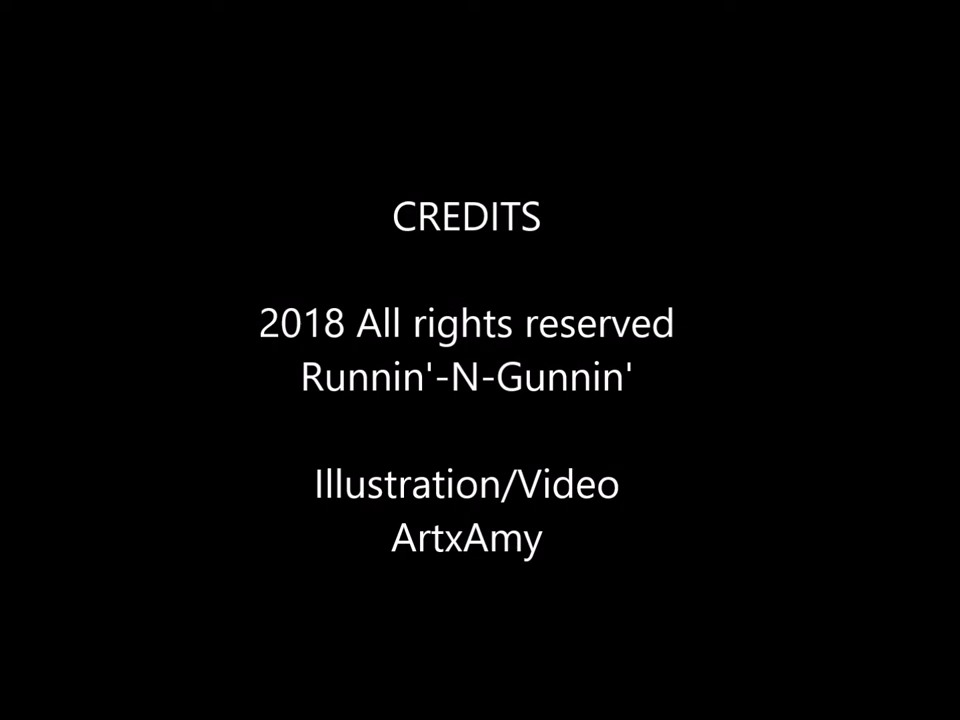 CREDITS
2018 All rights reserved
Runnin'-N-Gunnin'
Illustration/Video
ArtxAmy